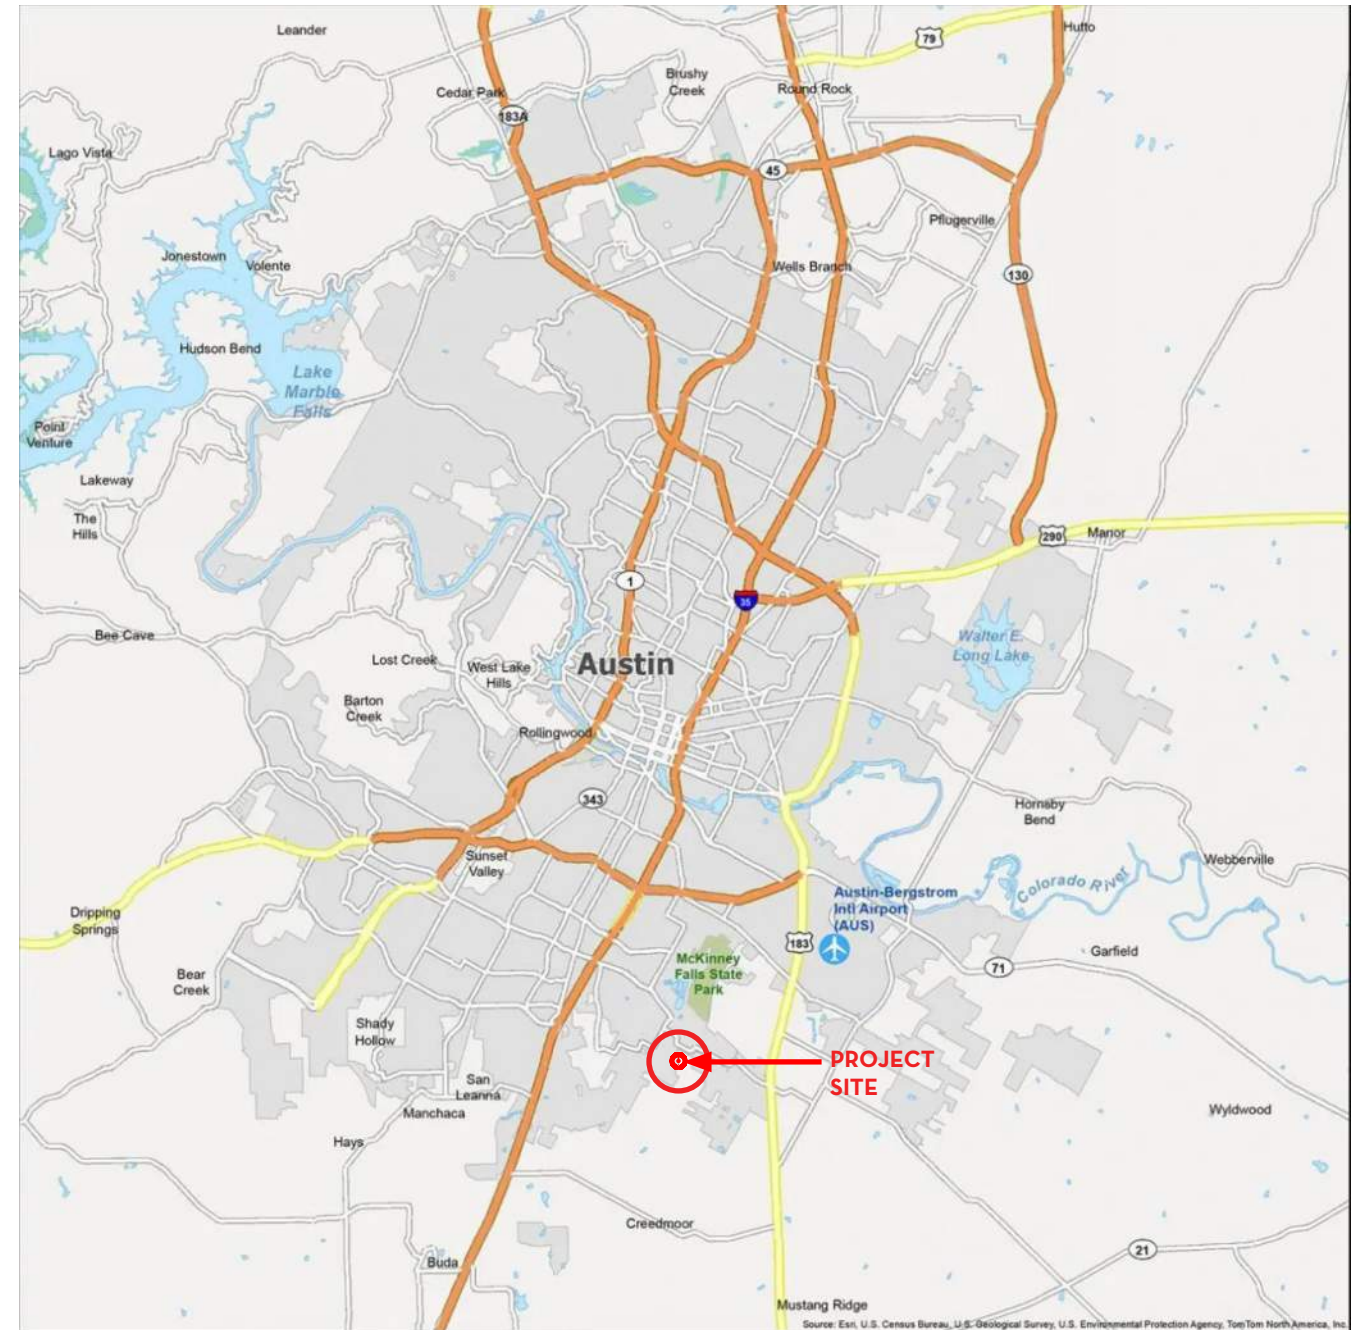 Leander
79
Hutto
Brushy
Creek
Cedar Park
Round Rock
183A
Lago Vista
45
Pflugerville
Jonestown
Volente
Wells Branch
130
Hudson Bend
Lake
Marble
Falls
Point
Venture
Lakeway
The
Hills
290
Manor
1
35
Bee Cave
Walter E.
Long Lake
Lost Creek
West Lake
Hills
Austin
Barton
Creek
Rollingwood
343
Hornsby
Bend
Sunset
Valley
Webberville
Colorado River
Austin-Bergstrom
Intl Airport
(AUS)
Dripping
Springs
183
Garfield
McKinney
Falls State
Park
71
Bear
Creek
Shady
Hollow
PROJECT
SITE
San
Leanna
Manchaca
Wyldwood
Hays
Creedmoor
21
Buda
Mustang Ridge
Source: Esri, U.S. Census Bureau, U.S. Geological Survey, U.S. Environmental Protection Agency, TomTom North America, Inc.